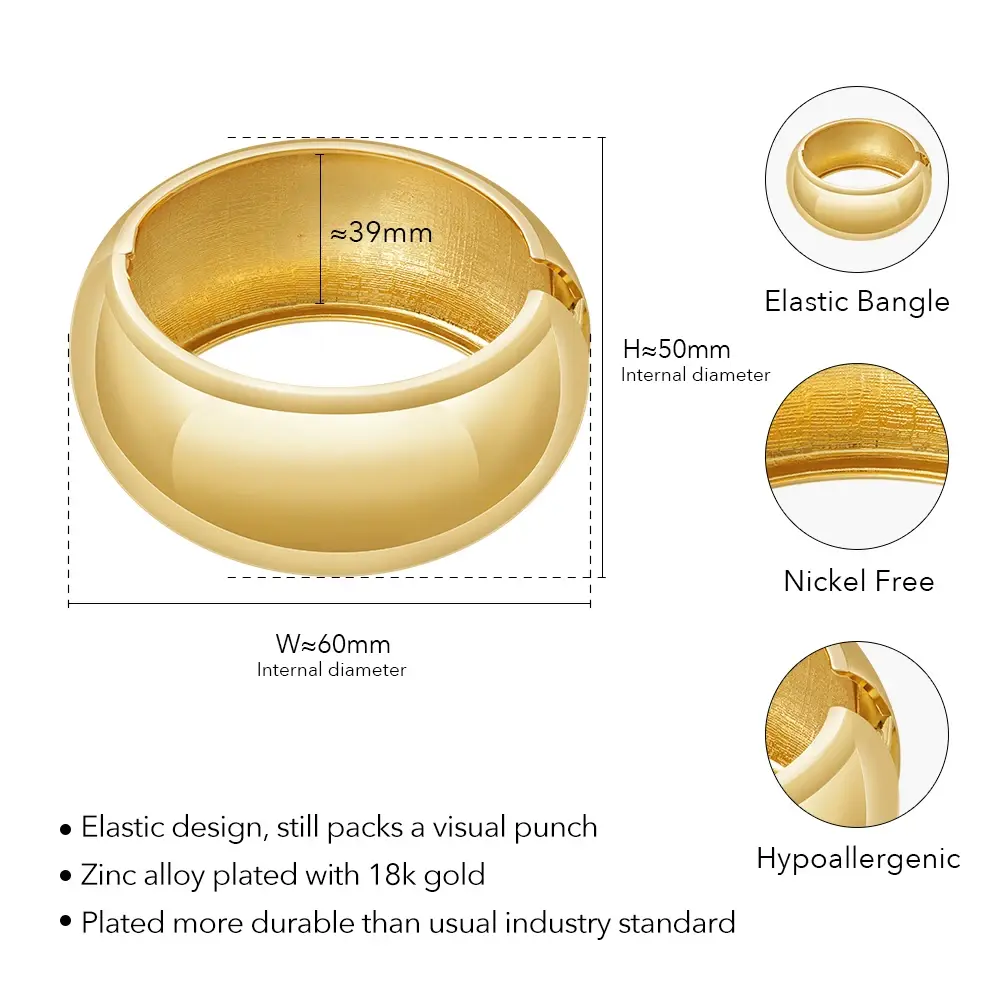 ≈39mm
H≈50mm
Internal diameter
W≈60mm
Internal diameter
Elastic Bangle
Nickel Free
Hypoallergenic
• Elastic design, still packs a visual punch
• Zinc alloy plated with 18k gold
• Plated more durable than usual industry standard